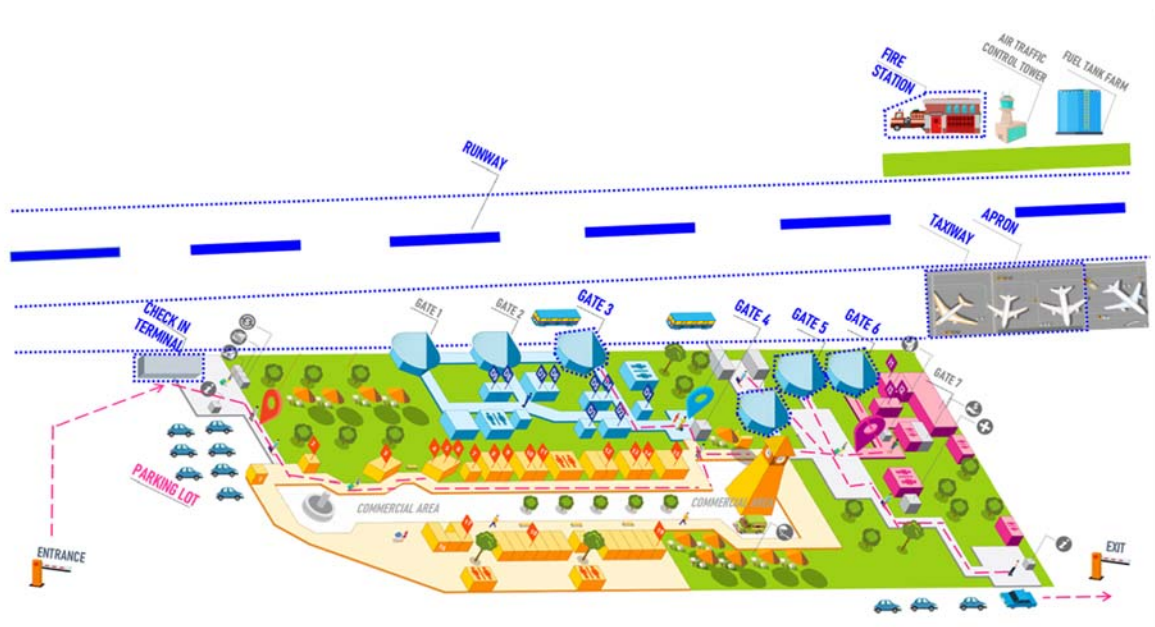 FIRE
STATION
AIR TRAFFIC
CONTROL TOWER
FUEL TANK FARM
RUNWAY
TAXIWAY
APRON
CHECK IN
TERMINAL
GATE 1
GATE 2
GATE 3
GATE 4
GATE 5
GATE 6
GATE 7
PARKING LOT
COMMERCIAL AREA
COMMERCIAL AREA
ENTRANCE
EXIT